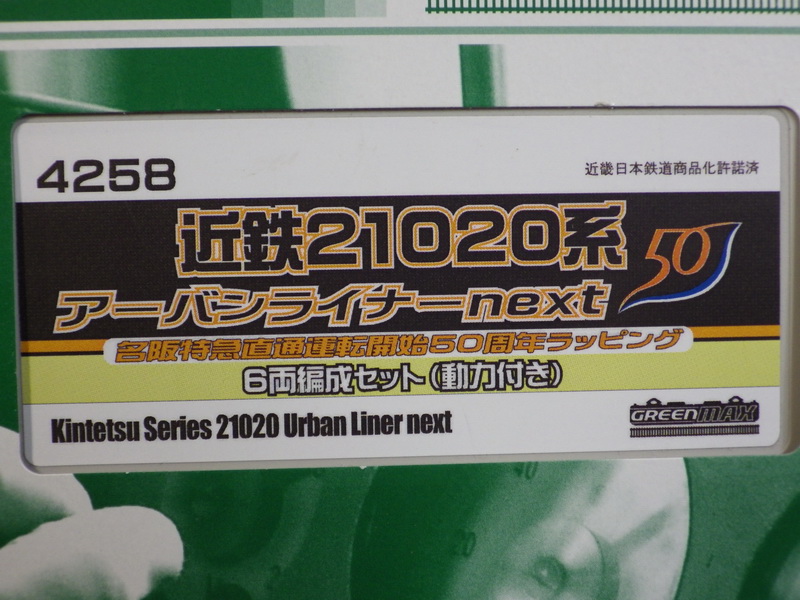 4258
近畿日本鉄道商品化許諾済
近鉄21020系
50
アーバンライナーnext
名阪特急直通運転開始50周年ラッピング
6両編成セット(動力付き)
Kintetsu Series 21020 Urban Liner next
GREENMAX